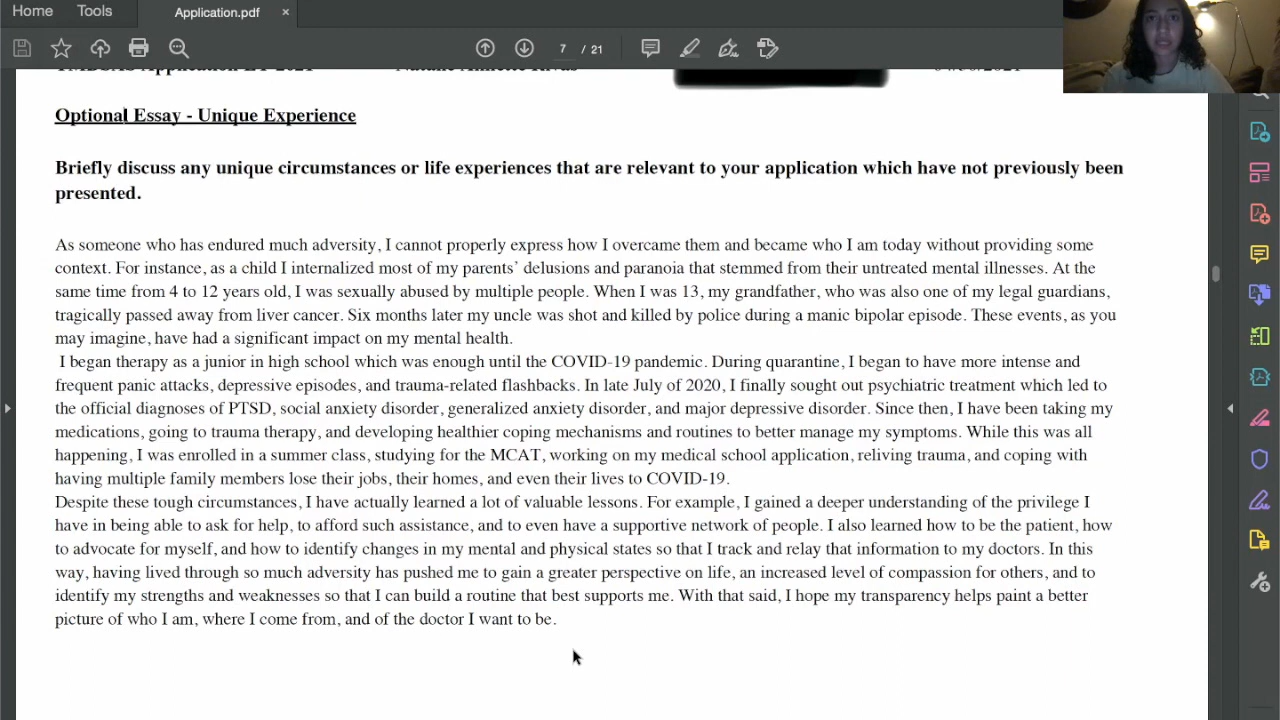 Home Tools Application.pdf ×
7 / 21
Optional Essay - Unique Experience
Briefly discuss any unique circumstances or life experiences that are relevant to your application which have not previously been
presented.
As someone who has endured much adversity, I cannot properly express how I overcame them and became who I am today without providing some
context. For instance, as a child I internalized most of my parents’ delusions and paranoia that stemmed from their untreated mental illnesses. At the
same time from 4 to 12 years old, I was sexually abused by multiple people. When I was 13, my grandfather, who was also one of my legal guardians,
tragically passed away from liver cancer. Six months later my uncle was shot and killed by police during a manic bipolar episode. These events, as you
may imagine, have had a significant impact on my mental health.
I began therapy as a junior in high school which was enough until the COVID-19 pandemic. During quarantine, I began to have more intense and
frequent panic attacks, depressive episodes, and trauma-related flashbacks. In late July of 2020, I finally sought out psychiatric treatment which led to
the official diagnoses of PTSD, social anxiety disorder, generalized anxiety disorder, and major depressive disorder. Since then, I have been taking my
medications, going to trauma therapy, and developing healthier coping mechanisms and routines to better manage my symptoms. While this was all
happening, I was enrolled in a summer class, studying for the MCAT, working on my medical school application, reliving trauma, and coping with
having multiple family members lose their jobs, their homes, and even their lives to COVID-19.
Despite these tough circumstances, I have actually learned a lot of valuable lessons. For example, I gained a deeper understanding of the privilege I
have in being able to ask for help, to afford such assistance, and to even have a supportive network of people. I also learned how to be the patient, how
to advocate for myself, and how to identify changes in my mental and physical states so that I track and relay that information to my doctors. In this
way, having lived through so much adversity has pushed me to gain a greater perspective on life, an increased level of compassion for others, and to
identify my strengths and weaknesses so that I can build a routine that best supports me. With that said, I hope my transparency helps paint a better
picture of who I am, where I come from, and of the doctor I want to be.